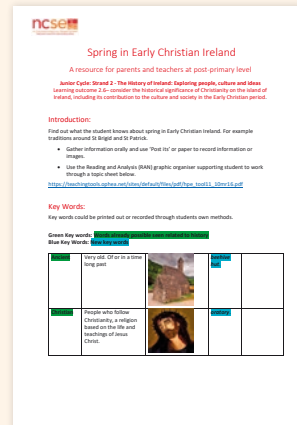 ncse
Spring in Early Christian Ireland
A resource for parents and teachers at post-primary level
Junior Cycle: Strand 2 - The History of Ireland: Exploring people, culture and ideas
Learning outcome 2.6– consider the historical significance of Christianity on the island of
Ireland, including its contribution to the culture and society in the Early Christian period.
Introduction:
Find out what the student knows about spring in Early Christian Ireland. For example
traditions around St Brigid and St Patrick.
• Gather information orally and use 'Post its' or paper to record information or
images.
• Use the Reading and Analysis (RAN) graphic organiser supporting student to work
through a topic sheet below.
https://teachingtools.ophea.net/sites/default/files/pdf/hpe_tool11_10mr16.pdf
Key Words:
Key words could be printed out or recorded through students own methods.
Green Key words: Words already possibly seen related to history
Blue Key Words: New key words
Ancient
Very old. Of or in a time
long past
Beehive
hut
Christian
People who follow
Christianity, a religion
based on the life and
teachings of Jesus
Christ.
oratory